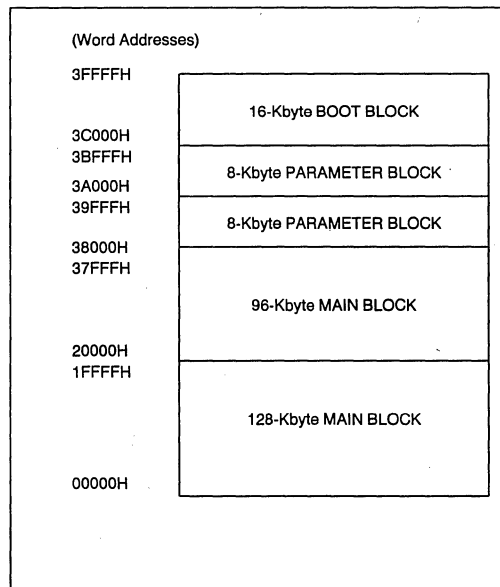 (Word Addresses)
3FFFFH
16-Kbyte BOOT BLOCK
3C000H
3BFFFH
8-Kbyte PARAMETER BLOCK
3A000H
39FFFH
8-Kbyte PARAMETER BLOCK
38000H
37FFFH
96-Kbyte MAIN BLOCK
20000H
1FFFFH
128-Kbyte MAIN BLOCK
00000H